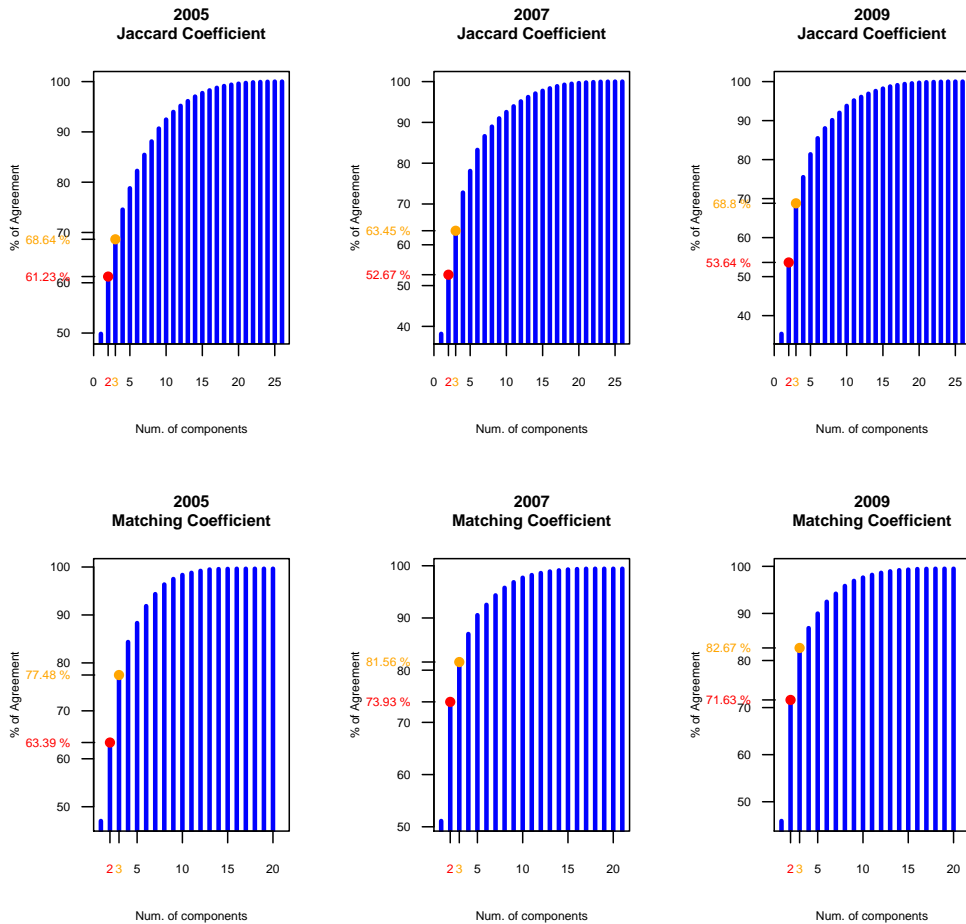 2005
Jaccard Coefficient
% of Agreement
100
90
80
70
68.64 %
61.23 %
60
50
0 2 3 5 10 15 20 25
Num. of components
2007
Jaccard Coefficient
% of Agreement
100
90
80
70
63.45 %
60
52.67 %
50
40
0 2 3 5 10 15 20 25
Num. of components
2009
Jaccard Coefficient
% of Agreement
100
90
80
70
68.8 %
60
53.64 %
50
40
0 2 3 5 10 15 20 25
Num. of components
2005
Matching Coefficient
% of Agreement
100
90
80
77.48 %
70
63.39 %
60
50
2 3 5 10 15 20
Num. of components
2007
Matching Coefficient
% of Agreement
100
90
81.56 %
80
73.93 %
70
60
50
2 3 5 10 15 20
Num. of components
2009
Matching Coefficient
% of Agreement
100
90
82.67 %
80
71.63 %
70
60
50
2 3 5 10 15 20
Num. of components